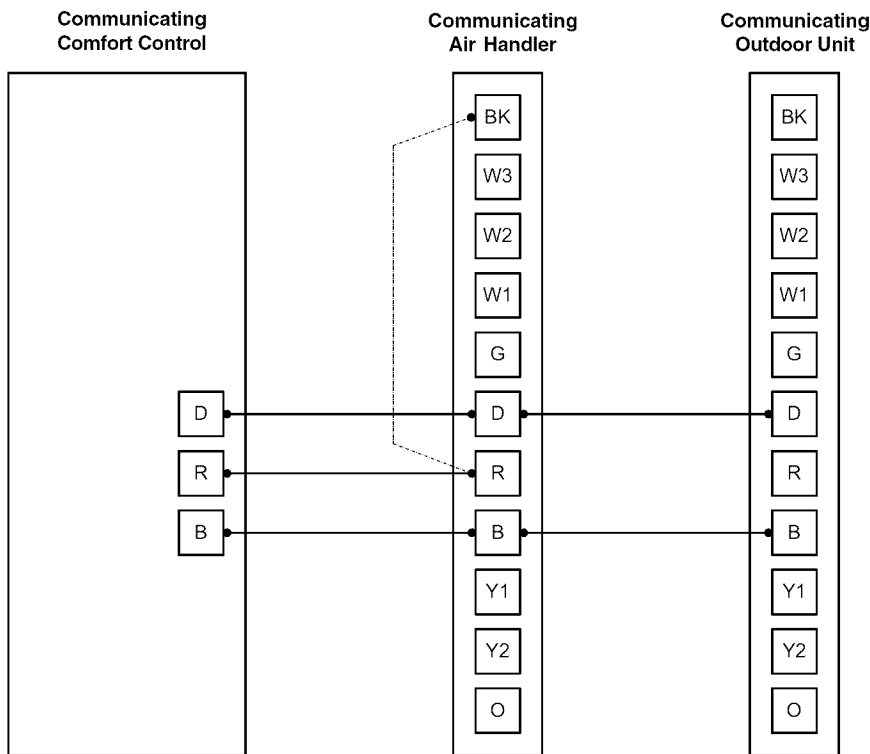 Communicating
Comfort Control
Communicating
Air Handler
Communicating
Outdoor Unit
BK
W3
W2
W1
G
D
R
B
Y1
Y2
O
BK
W3
W2
W1
G
D
R
B
Y1
Y2
O
D
R
B